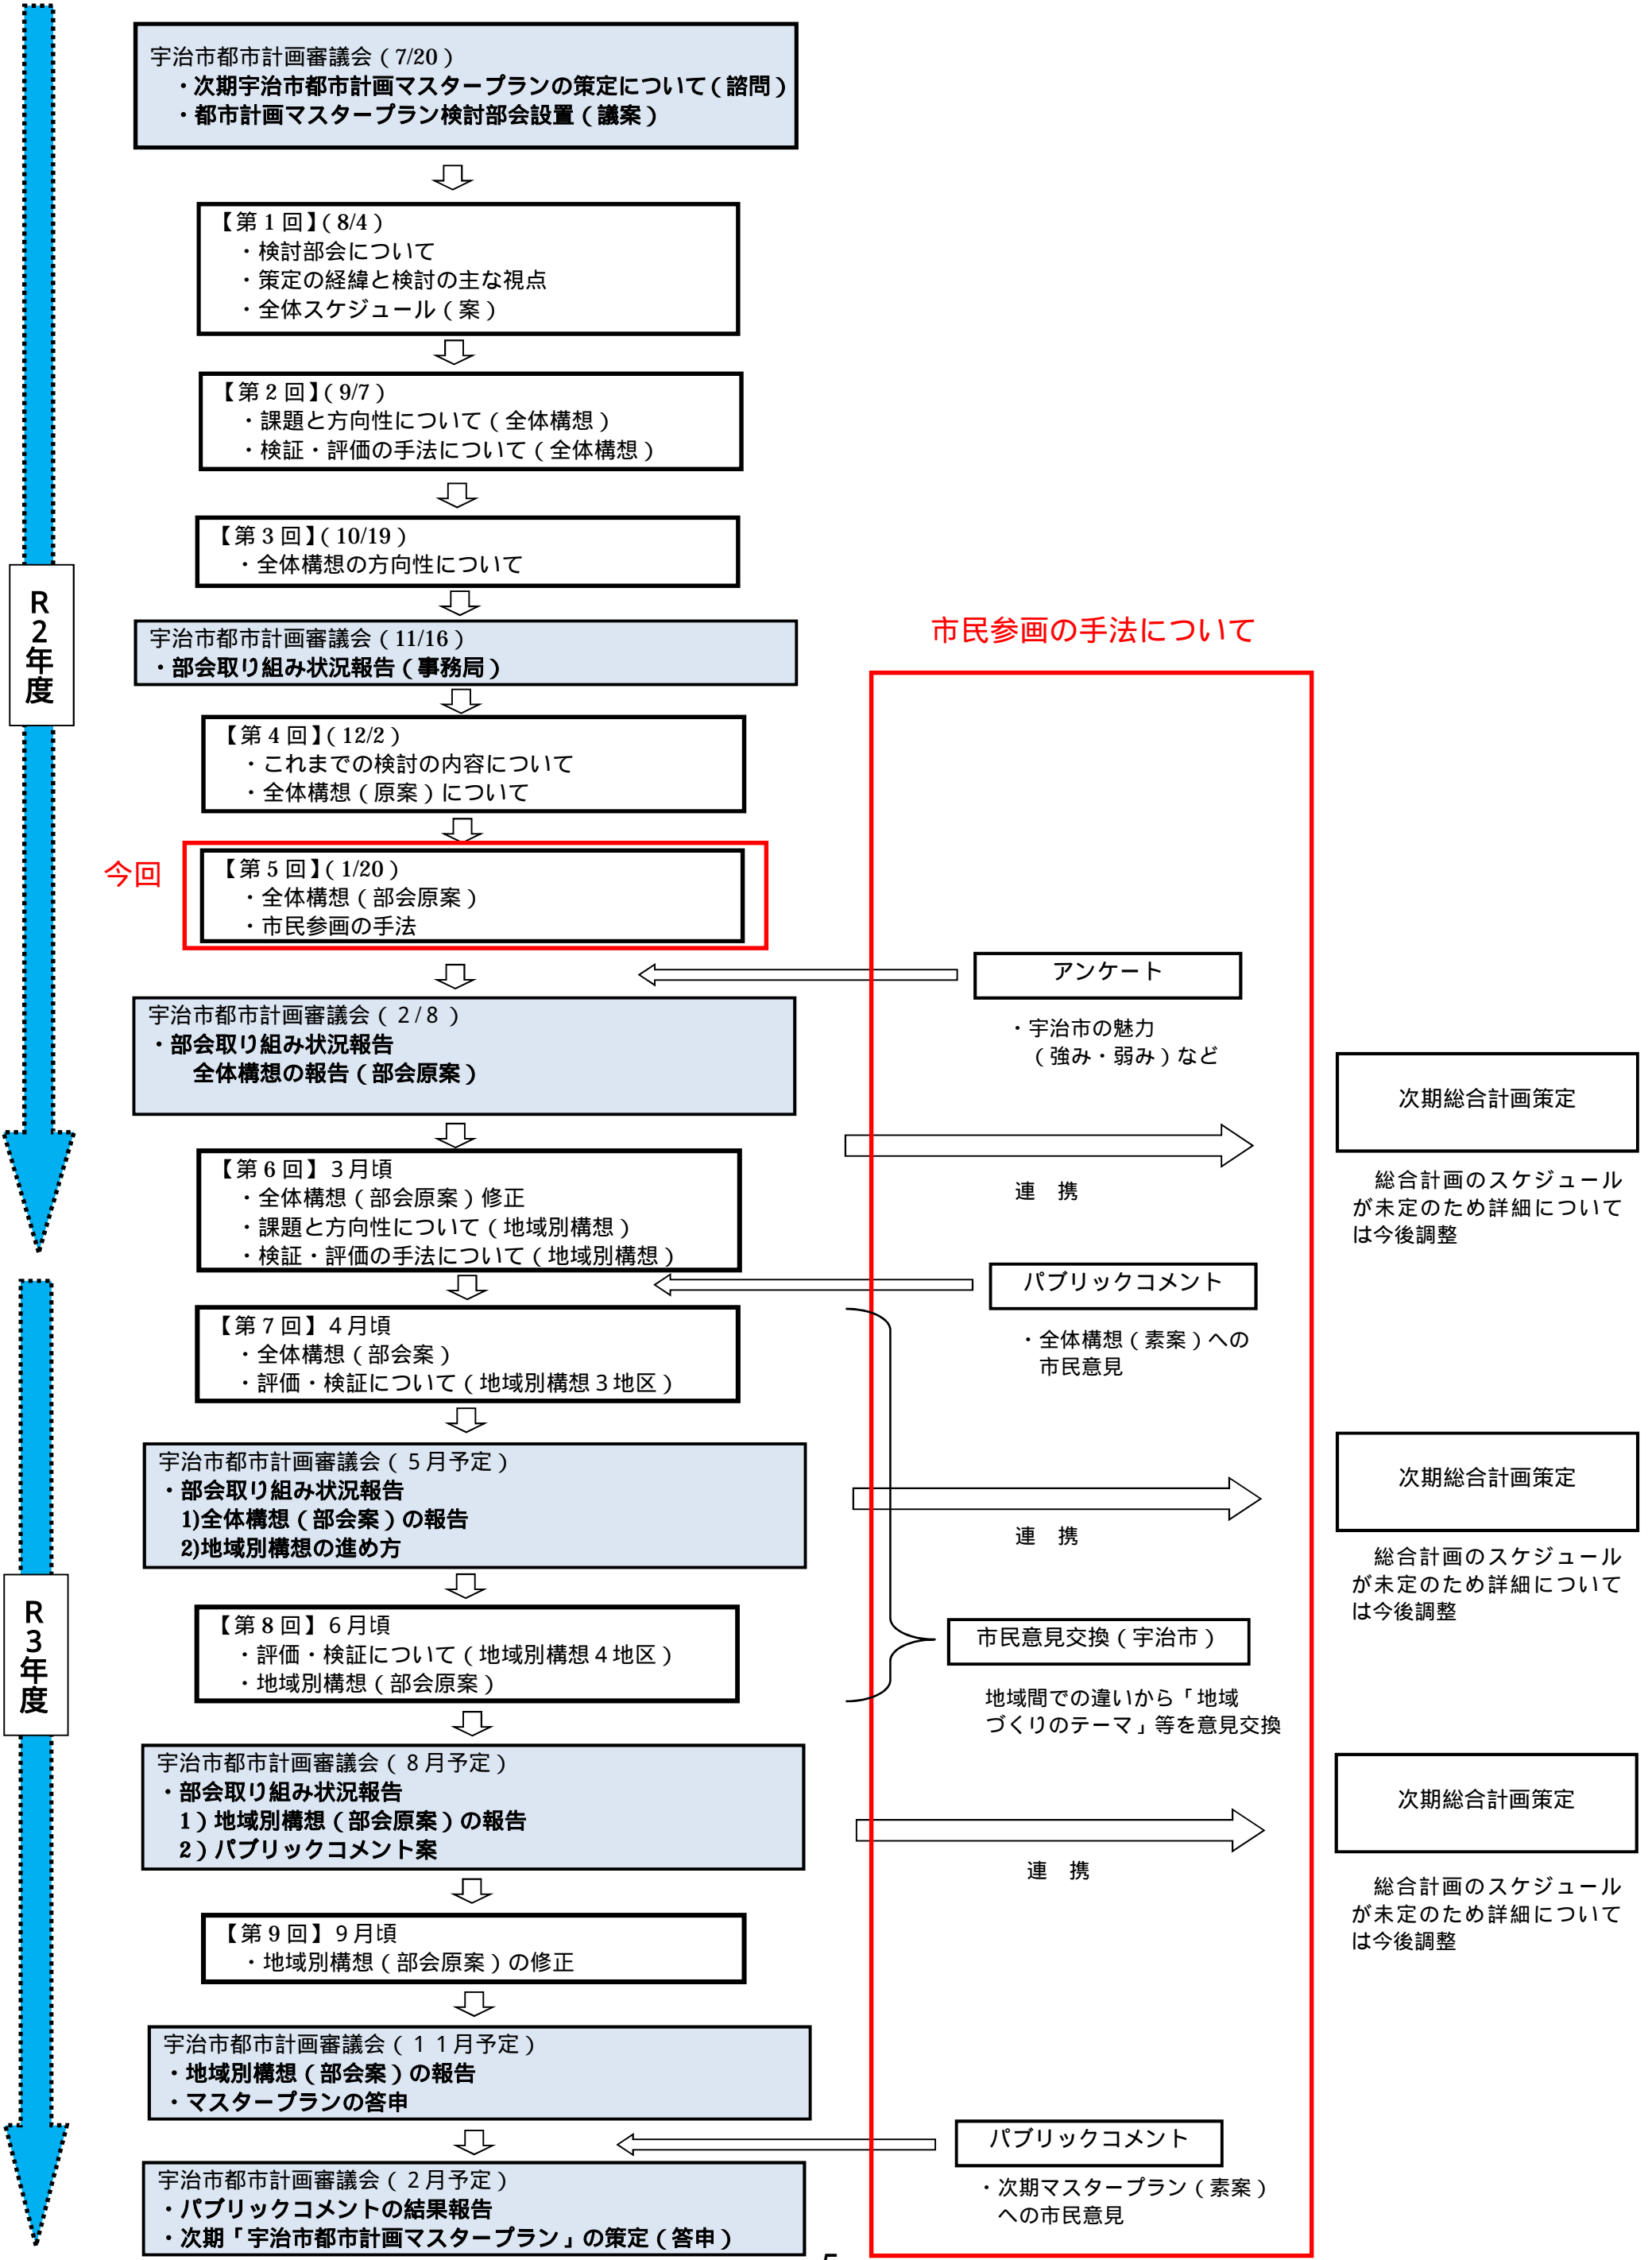 宇治市都市計画審議会(7/20)
・次期宇治市都市計画マスタープランの策定について(諮問)
・都市計画マスタープラン検討部会設置(議案)
【第1回】(8/4)
・検討部会について
・策定の経緯と検討の主な視点
・全体スケジュール(案)
【第2回】(9/7)
・課題と方向性について(全体構想)
・検証・評価の手法について(全体構想)
【第3回】(10/19)
・全体構想の方向性について
R2年度
宇治市都市計画審議会(11/16)
・部会取り組み状況報告(事務局)
市民参画の手法について
【第4回】(12/2)
・これまでの検討の内容について
・全体構想(原案)について
今回
【第5回】(1/20)
・全体構想(部会原案)
・市民参画の手法
アンケート
・宇治市の魅力
(強み・弱み)など
宇治市都市計画審議会(2/8)
・部会取り組み状況報告
全体構想の報告(部会原案)
次期総合計画策定
連 携
総合計画のスケジュール
が未定のため詳細について
は今後調整
【第6回】3月頃
・全体構想(部会原案)修正
・課題と方向性について(地域別構想)
・検証・評価の手法について(地域別構想)
パブリックコメント
・全体構想(素案)への
市民意見
【第7回】4月頃
・全体構想(部会案)
・評価・検証について(地域別構想3地区)
宇治市都市計画審議会(5月予定)
・部会取り組み状況報告
1)全体構想(部会案)の報告
2)地域別構想の進め方
次期総合計画策定
連 携
総合計画のスケジュール
が未定のため詳細について
は今後調整
R3年度
【第8回】6月頃
・評価・検証について(地域別構想4地区)
・地域別構想(部会原案)
市民意見交換(宇治市)
地域間での違いから「地域
づくりのテーマ」等を意見交換
宇治市都市計画審議会(8月予定)
・部会取り組み状況報告
1)地域別構想(部会原案)の報告
2)パブリックコメント案
次期総合計画策定
連 携
総合計画のスケジュール
が未定のため詳細について
は今後調整
【第9回】9月頃
・地域別構想(部会原案)の修正
宇治市都市計画審議会(11月予定)
・地域別構想(部会案)の報告
・マスタープランの答申
パブリックコメント
・次期マスタープラン(素案)
への市民意見
宇治市都市計画審議会(2月予定)
・パブリックコメントの結果報告
・次期「宇治市都市計画マスタープラン」の策定(答申)